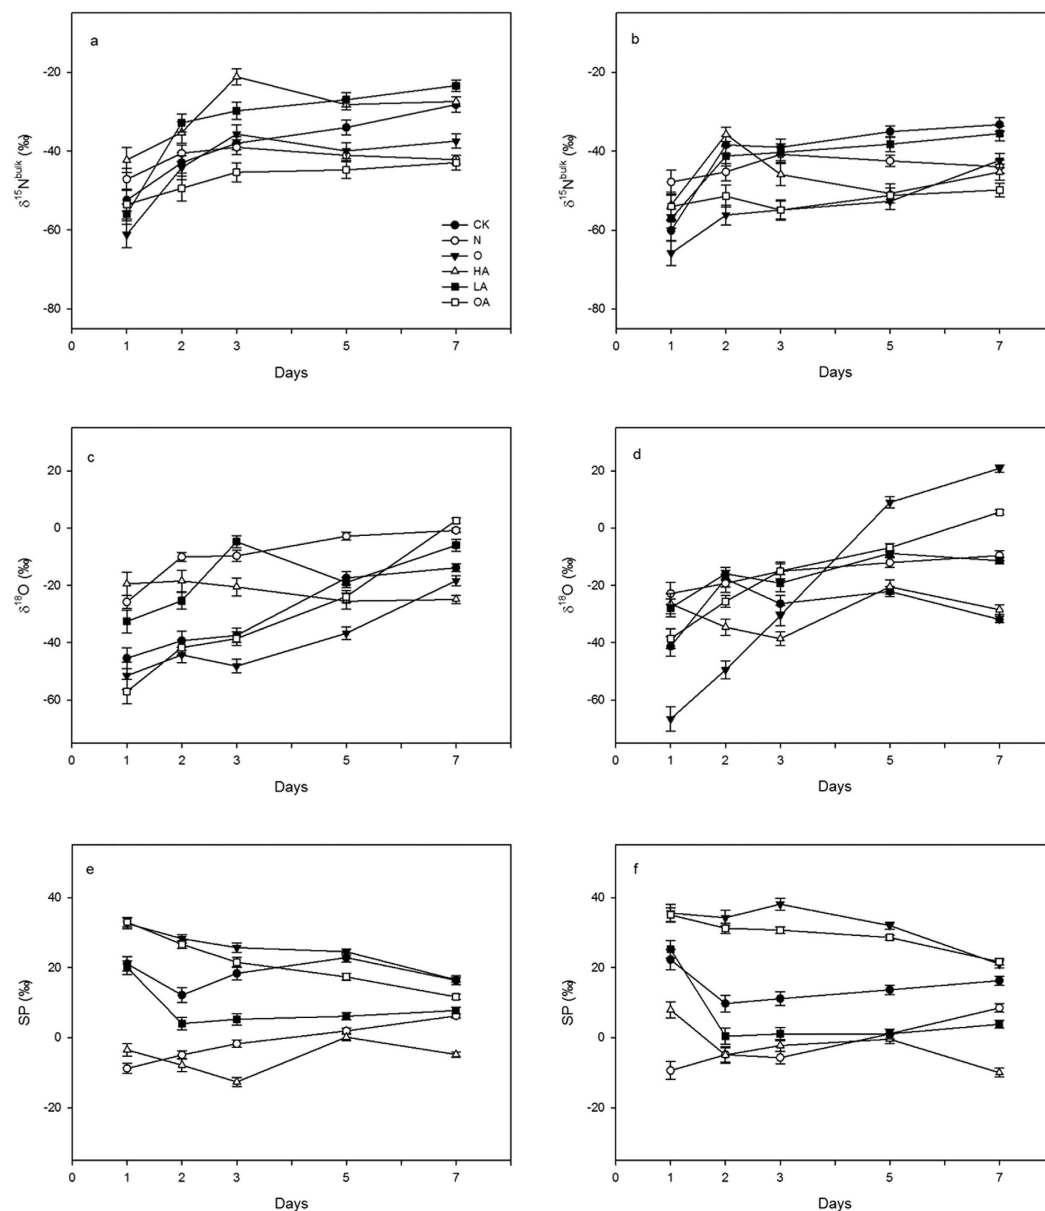 a
-20
-40
-60
-80
δ¹⁵Nᵇᵘˡᵏ (‰)
CK
N
O
HA
LA
OA
0 1 2 3 5 7
Days
b
-20
-40
-60
-80
δ¹⁵Nᵇᵘˡᵏ (‰)
0 1 2 3 5 7
Days
c
20
0
-20
-40
-60
δ¹⁸O (‰)
0 1 2 3 5 7
Days
d
20
0
-20
-40
-60
δ¹⁸O (‰)
0 1 2 3 5 7
Days
e
40
20
0
-20
SP (‰)
0 1 2 3 5 7
Days
f
40
20
0
-20
SP (‰)
0 1 2 3 5 7
Days